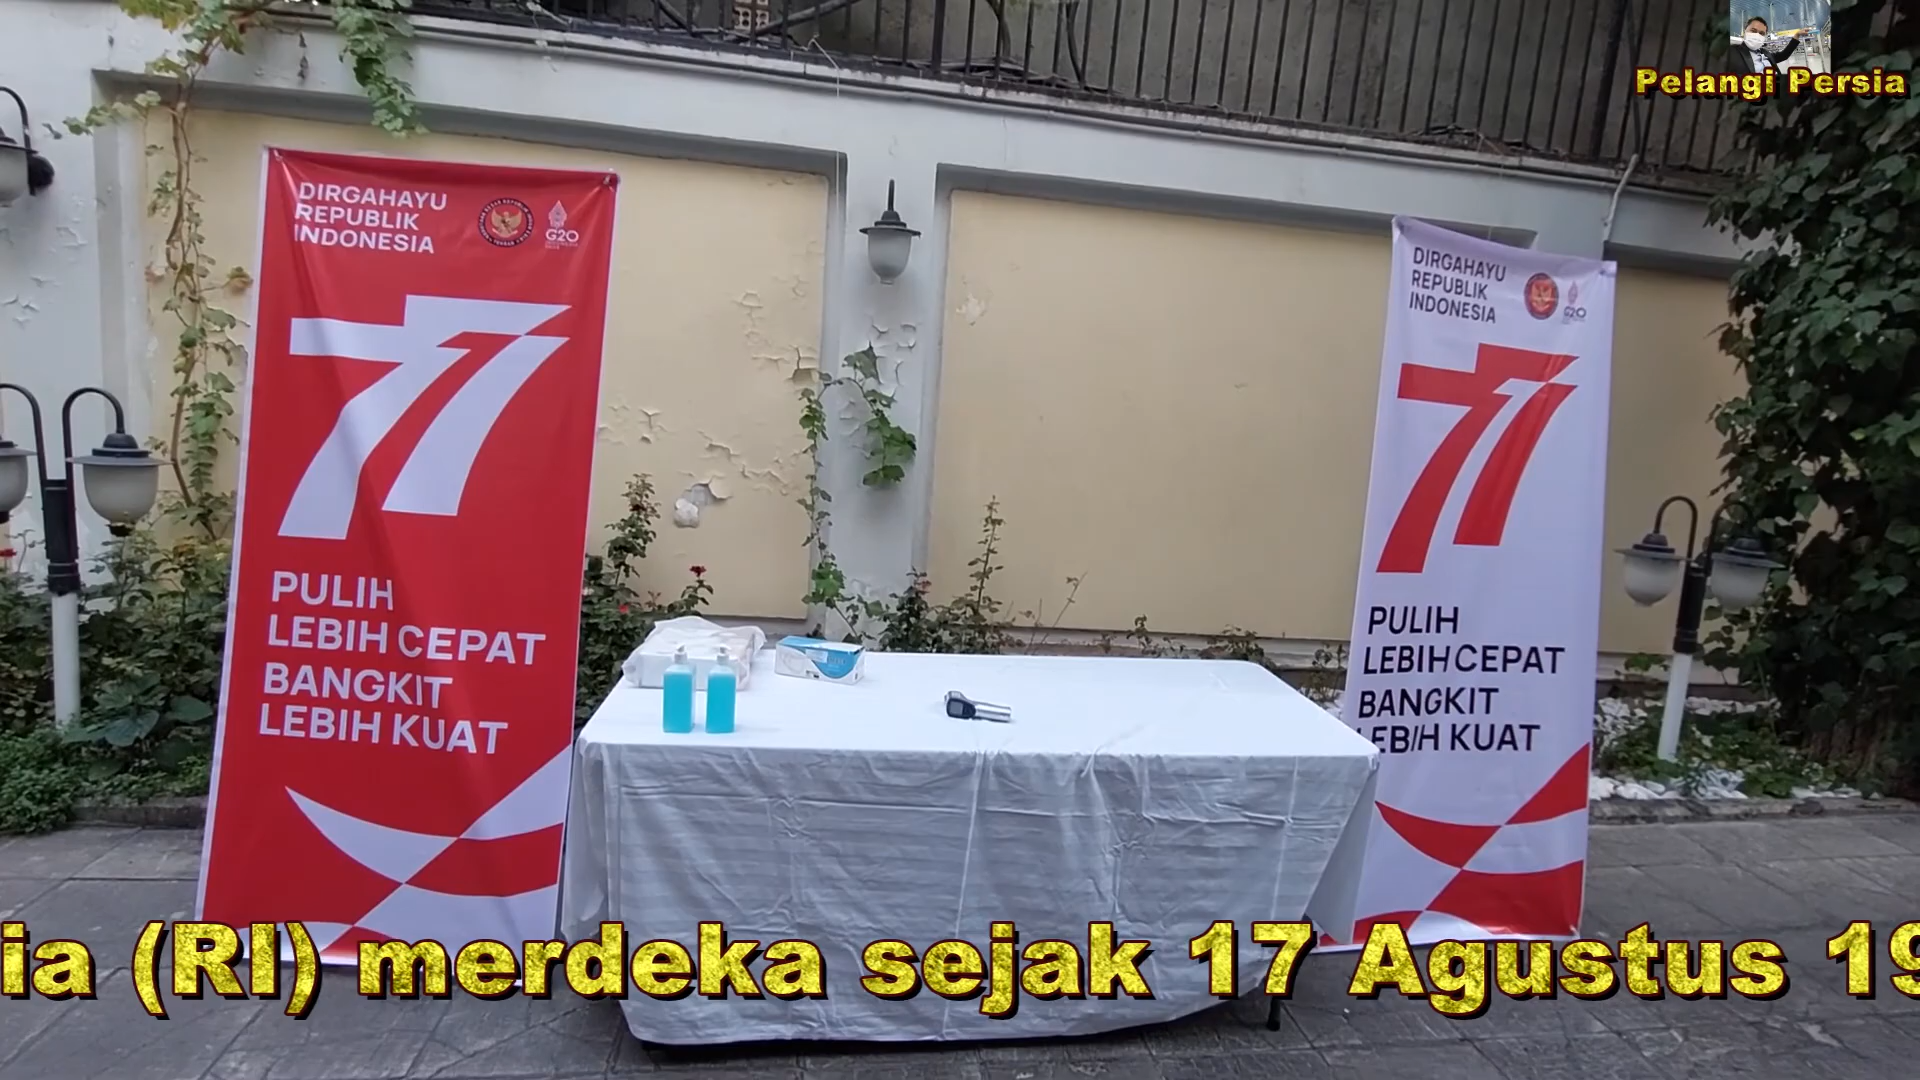 Pelangi Persia
DIRGAHAYU
REPUBLIK
INDONESIA
G20
77
PULIH
LEBIH CEPAT
BANGKIT
LEBIH KUAT
DIRGAHAYU
REPUBLIK
INDONESIA
G20
77
PULIH
LEBIH CEPAT
BANGKIT
LEBIH KUAT
ia (RI) merdeka sejak 17 Agustus 19